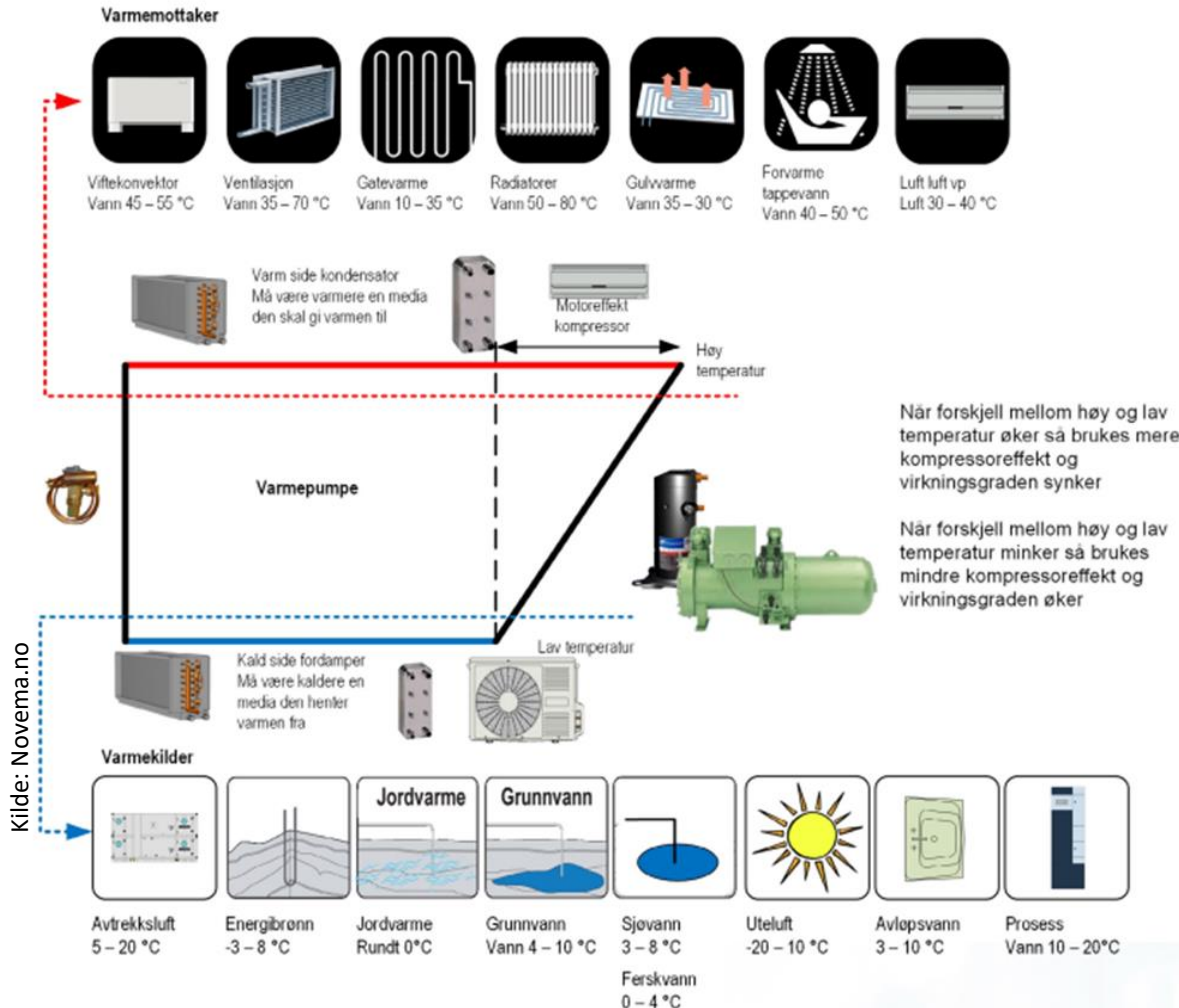 Varmemottaker
Viftekonvektor
Vann 45 – 55 °C
Ventilasjon
Vann 35 – 70 °C
Gatevarme
Vann 10 – 35 °C
Radiatorer
Vann 50 – 80 °C
Gulvvarme
Vann 35 – 30 °C
Forvarme
tappevann
Vann 40 – 50 °C
Luft luft vp
Luft 30 – 40 °C
Varm side kondensator
Må være varmere en media
den skal gi varmen til
Motoreffekt
kompressor
Høy
temperatur
Varmepumpe
Når forskjell mellom høy og lav
temperatur øker så brukes mere
kompressoreffekt og
virkningsgraden synker
Når forskjell mellom høy og lav
temperatur minker så brukes
mindre kompressoreffekt og
virkningsgraden øker
Lav temperatur
Kald side fordamper
Må være kaldere en
media den henter
varmen fra
Kilde: Novema.no
Varmekilder
Jordvarme
Grunnvann
Avtrekksluft
5 – 20 °C
Energibrønn
-3 – 8 °C
Jordvarme
Rundt 0°C
Grunnvann
Vann 4 – 10 °C
Sjøvann
3 – 8 °C
Ferskvann
0 – 4 °C
Uteluft
-20 – 10 °C
Avløpsvann
3 – 10 °C
Prosess
Vann 10 – 20°C